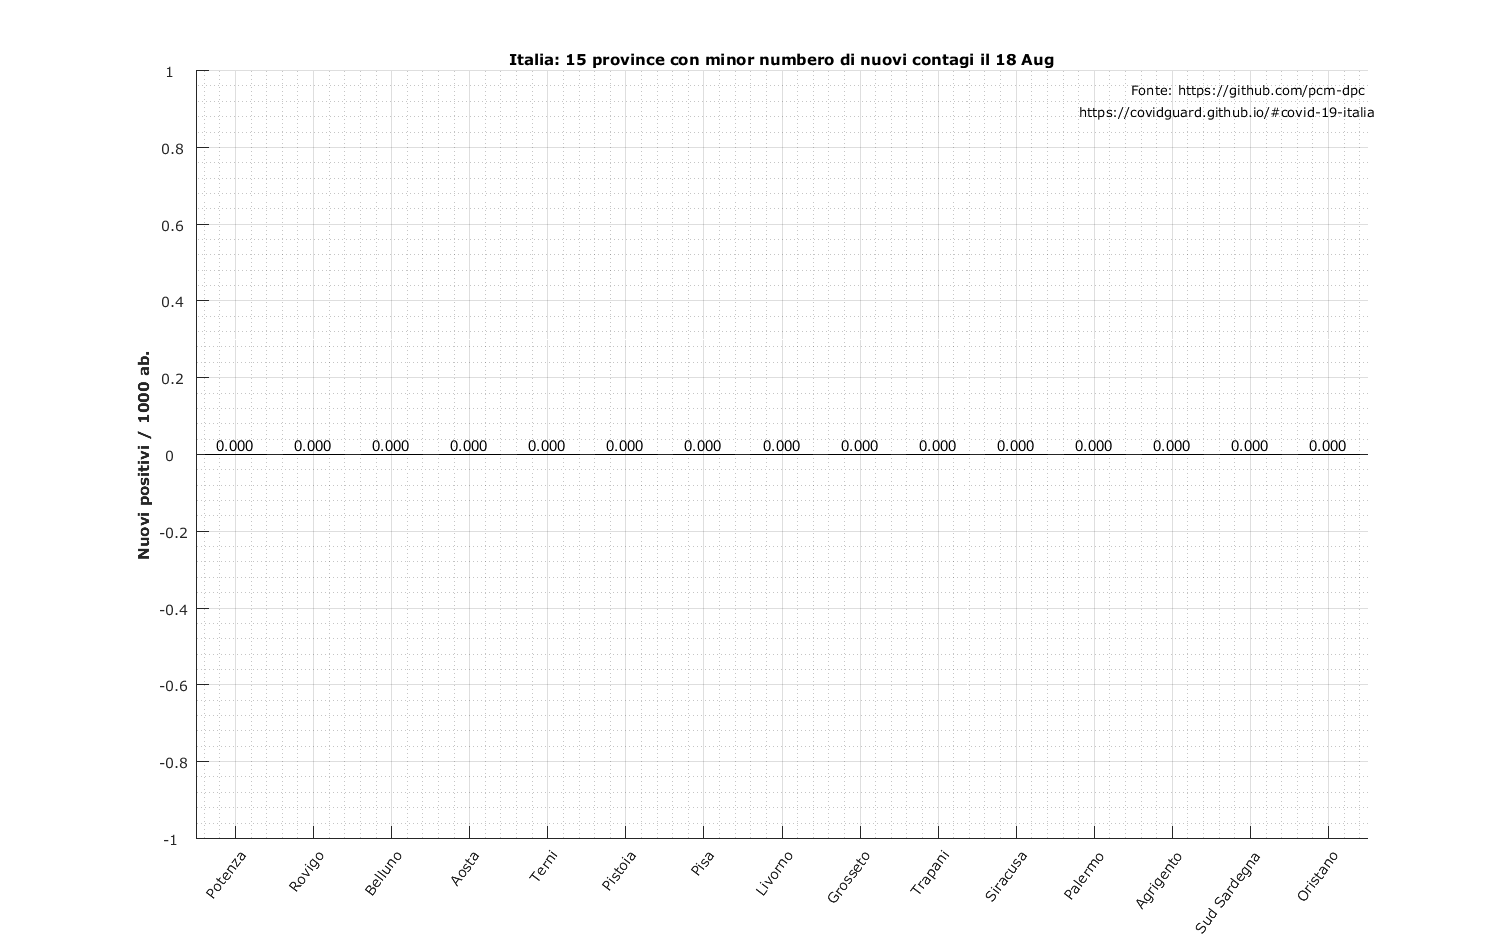 Italia: 15 province con minor numbero di nuovi contagi il 18 Aug
Fonte: https://github.com/pcm-dpc
https://covidguard.github.io/#covid-19-italia
Nuovi positivi / 1000 ab.
1
0.8
0.6
0.4
0.2
0
-0.2
-0.4
-0.6
-0.8
-1
0.000 0.000 0.000 0.000 0.000 0.000 0.000 0.000 0.000 0.000 0.000 0.000 0.000 0.000 0.000
Potenza
Rovigo
Belluno
Aosta
Terni
Pistoia
Pisa
Livorno
Grosseto
Trapani
Siracusa
Palermo
Agrigento
Sud Sardegna
Oristano